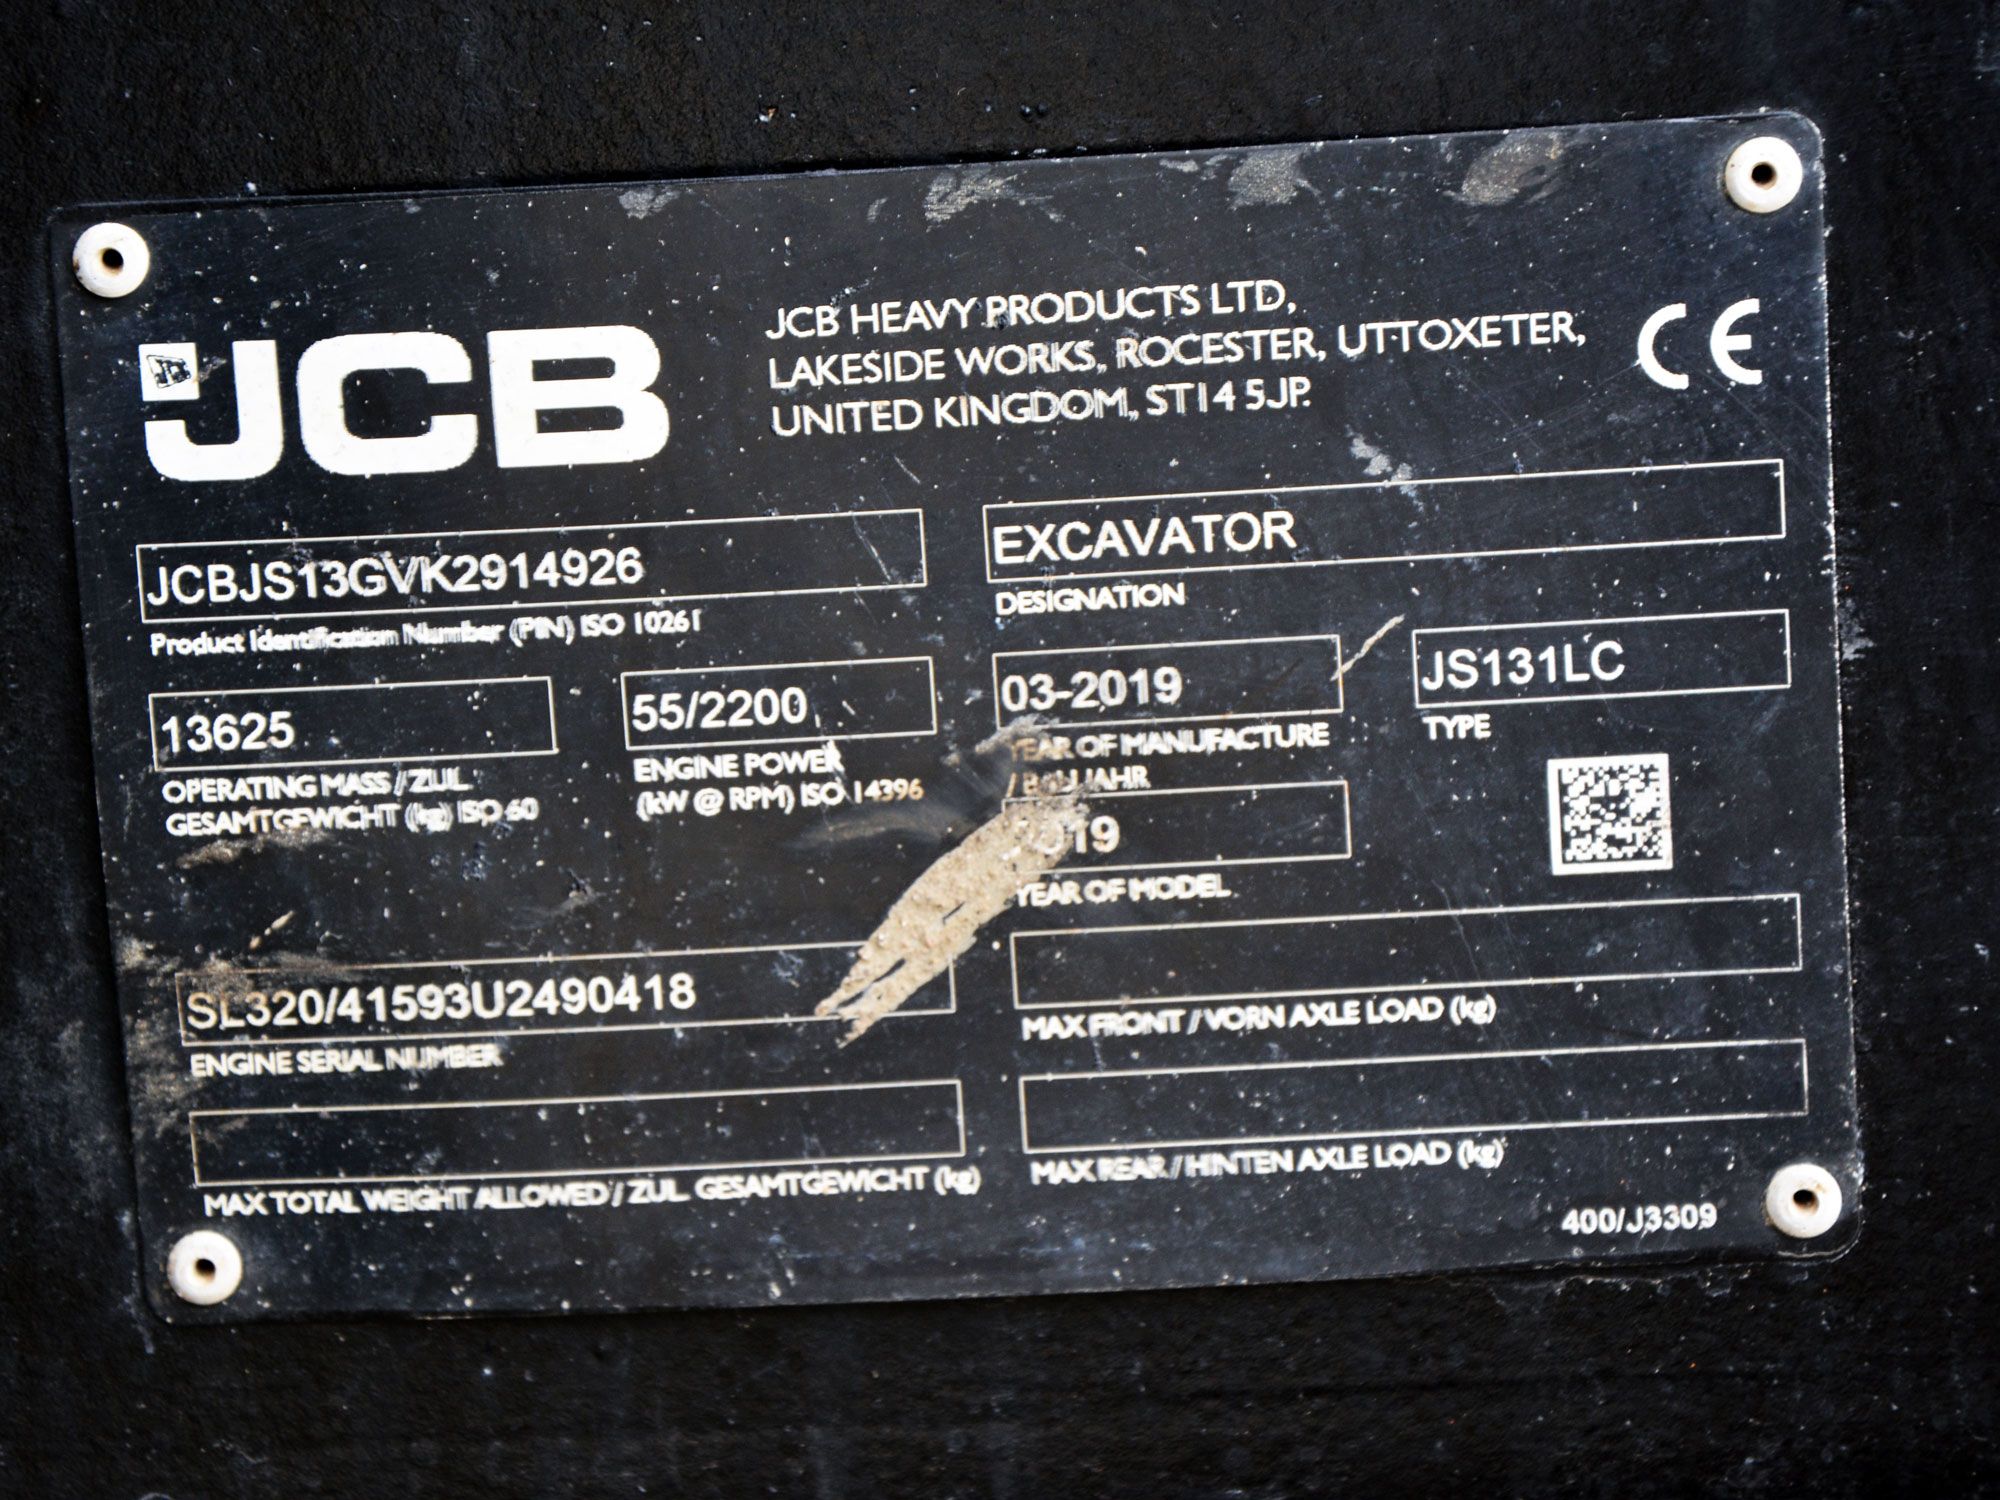 JCB
JCB HEAVY PRODUCTS LTD,
LAKESIDE WORKS, ROCESTER, UTTOXETER,
UNITED KINGDOM, ST14 5JP.
CE
JCBJS13GVK2914926
Product Identification Number (PIN) ISO 10261
EXCAVATOR
DESIGNATION
13625
OPERATING MASS / ZUL
GESAMTGEWICHT (kg) ISO 60
55/2200
ENGINE POWER
(kW @ RPM) ISO 14396
03-2019
YEAR OF MANUFACTURE
/ BAUJAHR
JS131LC
TYPE
2019
YEAR OF MODEL
SL320/41593U2490418
ENGINE SERIAL NUMBER
MAX FRONT / VORN AXLE LOAD (kg)
MAX TOTAL WEIGHT ALLOWED / ZUL GESAMTGEWICHT (kg)
MAX REAR / HINTEN AXLE LOAD (kg)
400/J3309